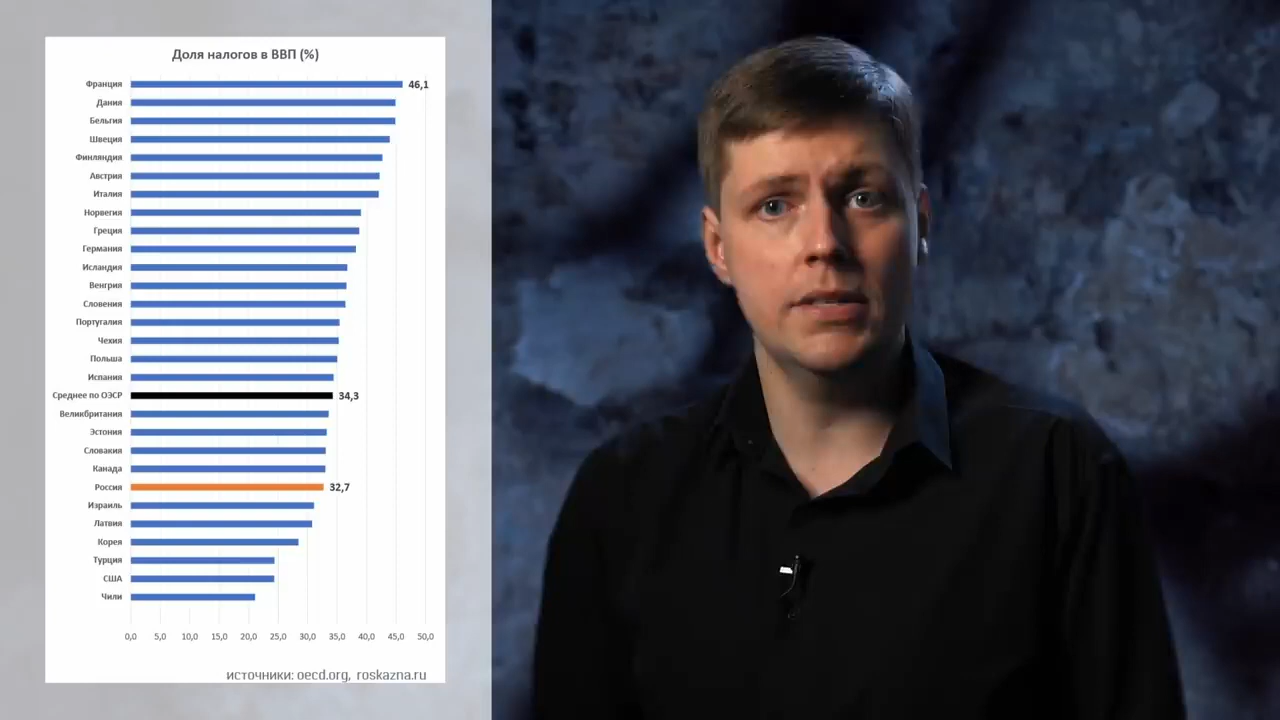 Доля налогов в ВВП (%)
Франция 46,1
Дания
Бельгия
Швеция
Финляндия
Австрия
Италия
Норвегия
Греция
Германия
Исландия
Венгрия
Словения
Португалия
Чехия
Польша
Испания
Среднее по ОЭСР 34,3
Великбритания
Эстония
Словакия
Канада
Россия 32,7
Израиль
Латвия
Корея
Турция
США
Чили
0,0 5,0 10,0 15,0 20,0 25,0 30,0 35,0 40,0 45,0 50,0
источники: oecd.org, roskazna.ru